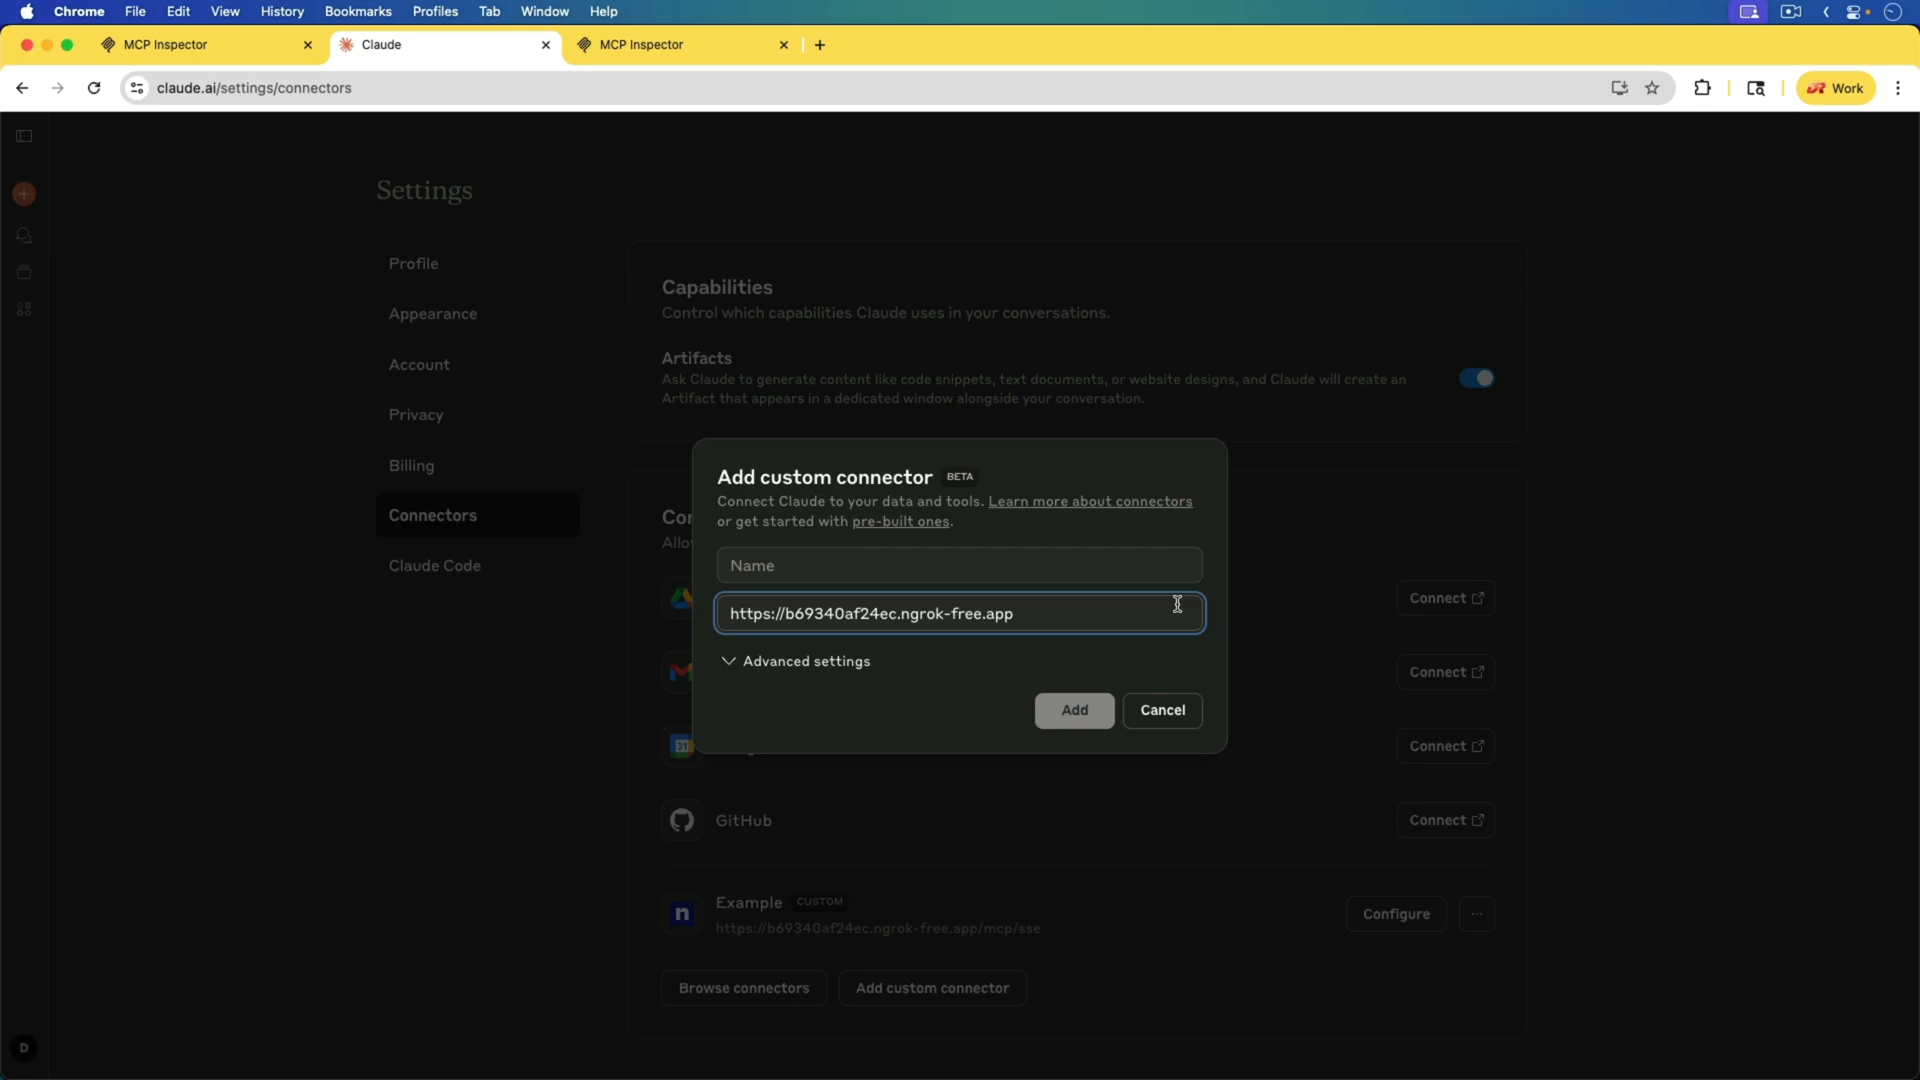 Chrome File Edit View History Bookmarks Profiles Tab Window Help
MCP Inspector
Claude
MCP Inspector
claude.ai/settings/connectors
Work
Settings
Profile
Appearance
Account
Privacy
Billing
Connectors
Claude Code
Capabilities
Control which capabilities Claude uses in your conversations.
Artifacts
Ask Claude to generate content like code snippets, text documents, or website designs, and Claude will create an
Artifact that appears in a dedicated window alongside your conversation.
Add custom connector BETA
Connect Claude to your data and tools. Learn more about connectors
or get started with pre-built ones.
Name
https://b69340af24ec.ngrok-free.app
Advanced settings
Add
Cancel
Connect
Connect
31
Connect
GitHub
Connect
n
Example CUSTOM
https://b69340af24ec.ngrok-free.app/mcp/sse
Configure
Browse connectors
Add custom connector
D